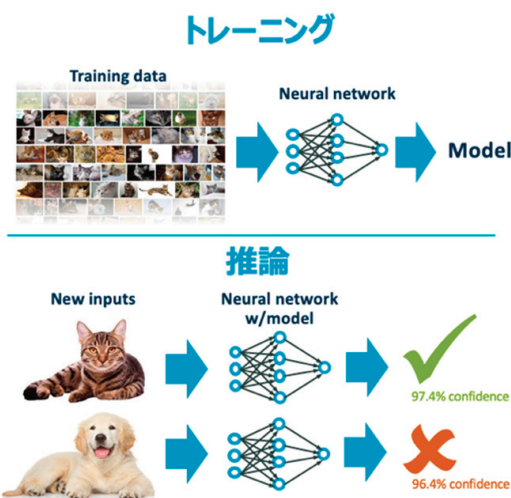 トレーニング
Training data
Neural network
Model
推論
New inputs
Neural network
w/model
97.4% confidence
96.4% confidence